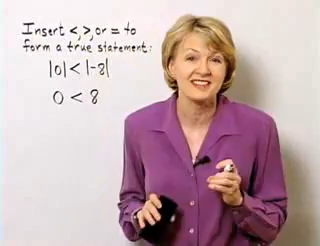 Insert <, >, or = to
form a true statement:
|0| < |-8|
0 < 8